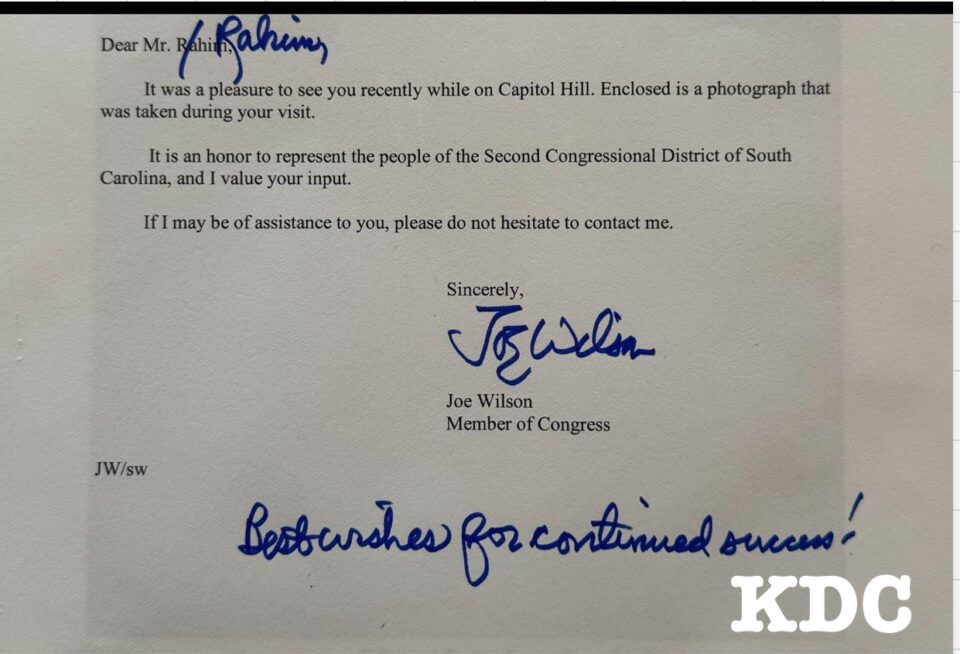 Dear Mr. Rahim,
Rahim,
It was a pleasure to see you recently while on Capitol Hill. Enclosed is a photograph that
was taken during your visit.
It is an honor to represent the people of the Second Congressional District of South
Carolina, and I value your input.
If I may be of assistance to you, please do not hesitate to contact me.
Sincerely,
Joe Wilson
Joe Wilson
Member of Congress
JW/sw
Best wishes for continued success!
KDC